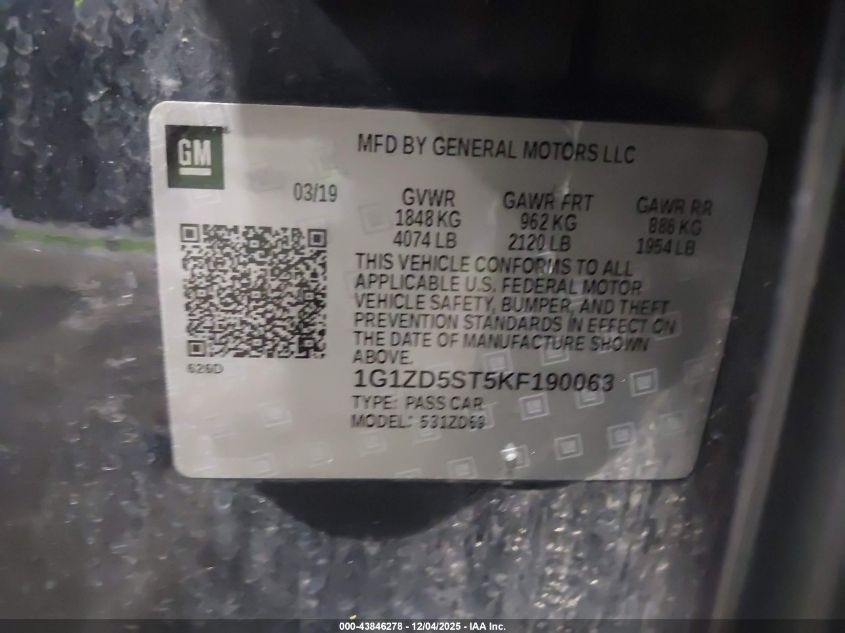 GM
MFD BY GENERAL MOTORS LLC
03/19
GVWR GAWR FRT GAWR RR
1848 KG 962 KG 886 KG
4074 LB 2120 LB 1954 LB
THIS VEHICLE CONFORMS TO ALL
APPLICABLE U.S. FEDERAL MOTOR
VEHICLE SAFETY, BUMPER, AND THEFT
PREVENTION STANDARDS IN EFFECT ON
THE DATE OF MANUFACTURE SHOWN
ABOVE.
626D
1G1ZD5ST5KF190063
TYPE: PASS CAR
MODEL: 531ZD69
000-43846278 - 12/04/2025 - IAA Inc.